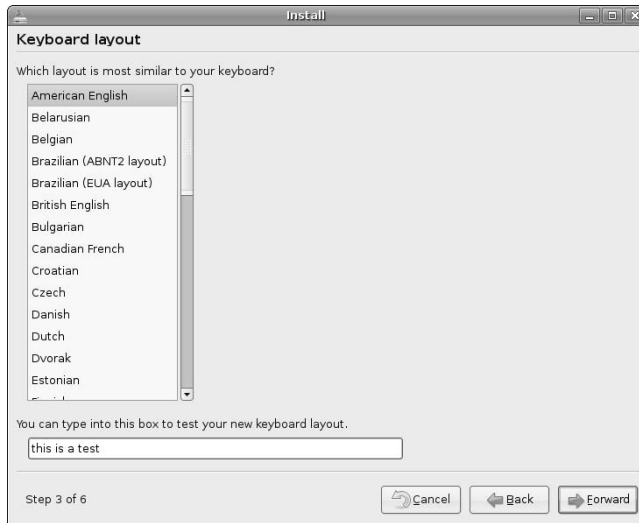 Install
Keyboard layout
Which layout is most similar to your keyboard?
American English
Belarusian
Belgian
Brazilian (ABNT2 layout)
Brazilian (EUA layout)
British English
Bulgarian
Canadian French
Croatian
Czech
Danish
Dutch
Dvorak
Estonian
You can type into this box to test your new keyboard layout.
this is a test
Step 3 of 6
Cancel
Back
Forward